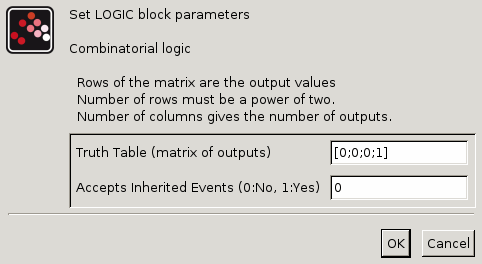 Set LOGIC block parameters
Combinatorial logic
Rows of the matrix are the output values
Number of rows must be a power of two.
Number of columns gives the number of outputs.
Truth Table (matrix of outputs) [0;0;0;1]
Accepts Inherited Events (0:No, 1:Yes) 0
OK Cancel